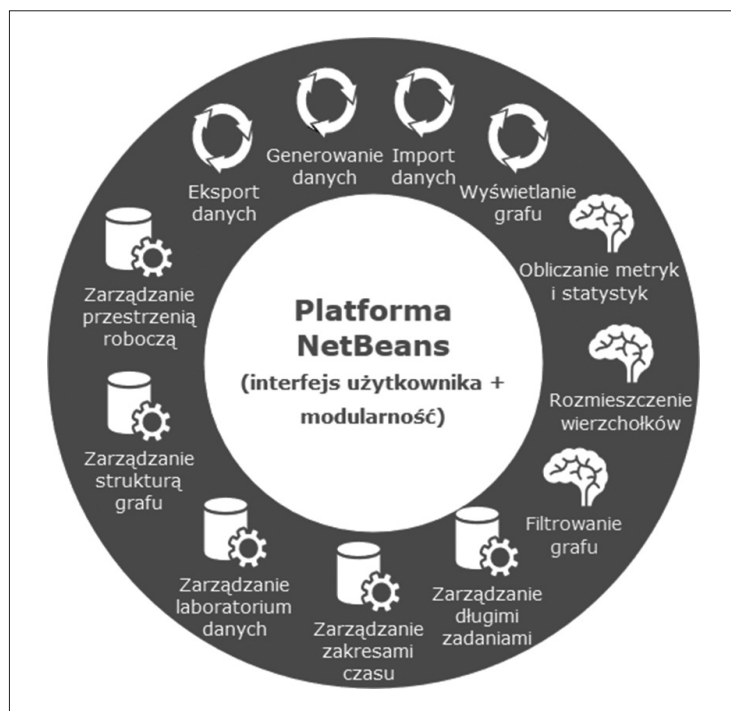 Generowanie
danych
Import
danych
Wyświetlanie
grafu
Obliczanie metryk
i statystyk
Rozmieszczenie
wierzchołków
Filtrowanie
grafu
Zarządzanie
długimi
zadaniami
Zarządzanie
zakresami
czasu
Zarządzanie
laboratorium
danych
Zarządzanie
strukturą
grafu
Zarządzanie
przestrzenią
roboczą
Eksport
danych
Platforma
NetBeans
(interfejs użytkownika +
modularność)